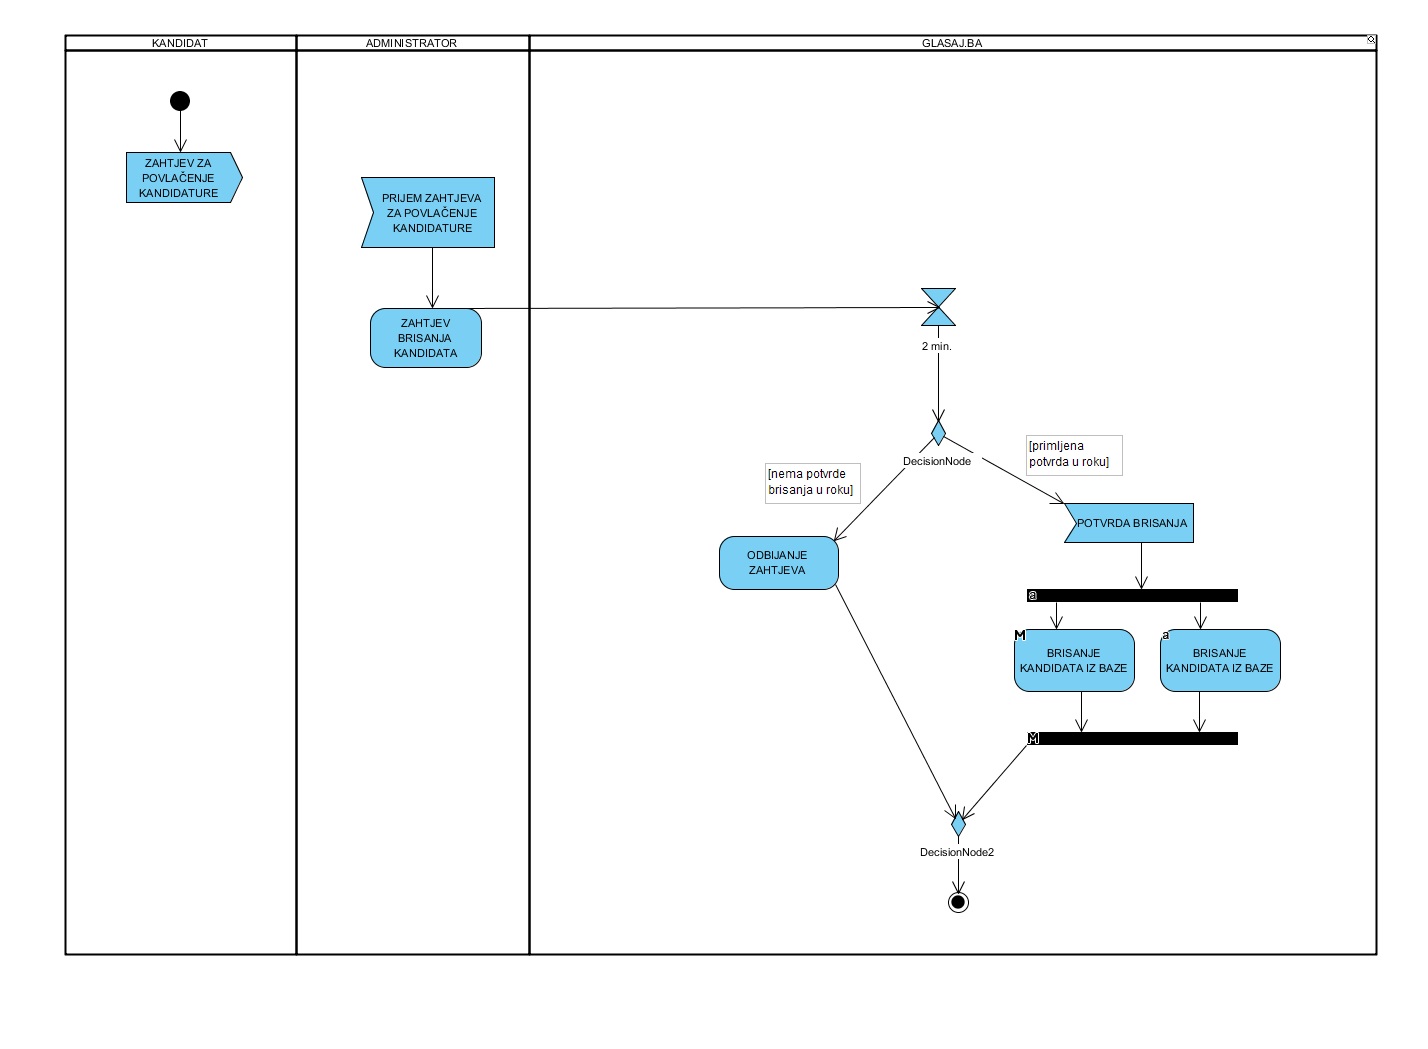 KANDIDAT
ADMINISTRATOR
GLASAJ.BA
ZAHTJEV ZA
POVLAČENJE
KANDIDATURE
PRIJEM ZAHTJEVA
ZA POVLAČENJE
KANDIDATURE
ZAHTJEV
BRISANJA
KANDIDATA
2 min.
DecisionNode
[primljena
potvrda u roku]
[nema potvrde
brisanja u roku]
POTVRDA BRISANJA
ODBIJANJE
ZAHTJEVA
a
M
BRISANJE
KANDIDATA IZ BAZE
a
BRISANJE
KANDIDATA IZ BAZE
M
DecisionNode2